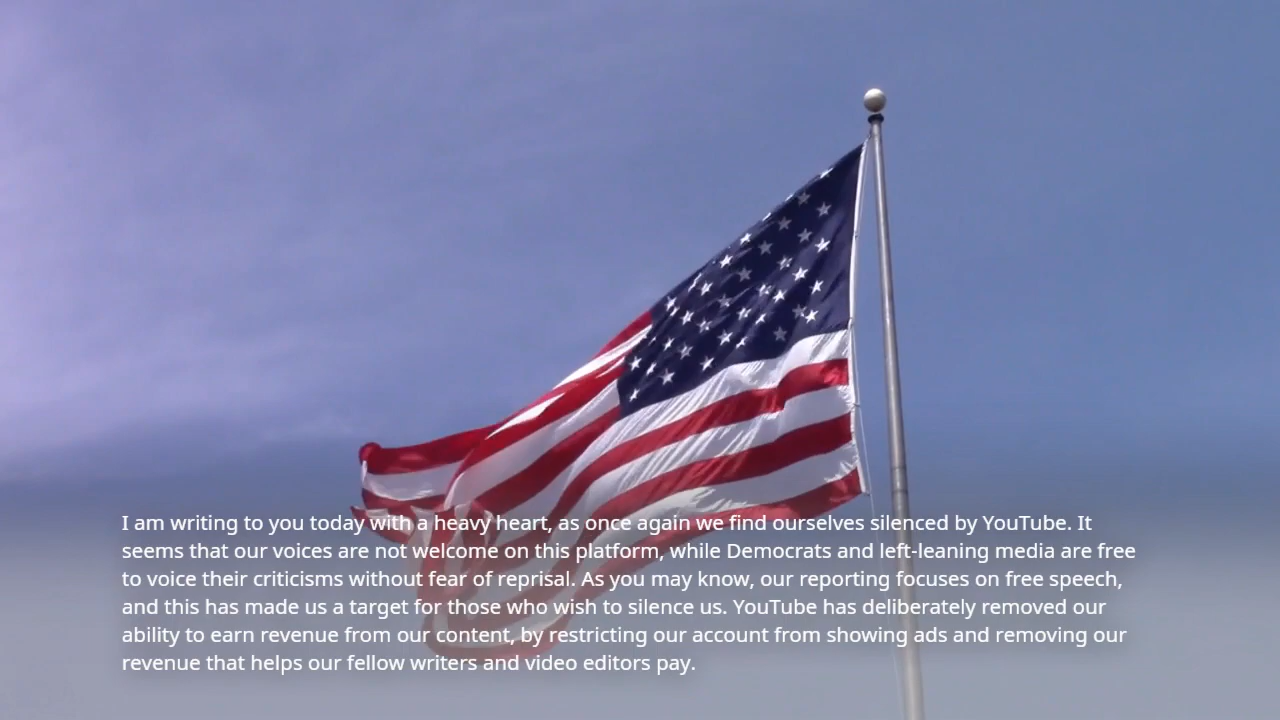 I am writing to you today with a heavy heart, as once again we find ourselves silenced by YouTube. It
seems that our voices are not welcome on this platform, while Democrats and left-leaning media are free
to voice their criticisms without fear of reprisal. As you may know, our reporting focuses on free speech,
and this has made us a target for those who wish to silence us. YouTube has deliberately removed our
ability to earn revenue from our content, by restricting our account from showing ads and removing our
revenue that helps our fellow writers and video editors pay.